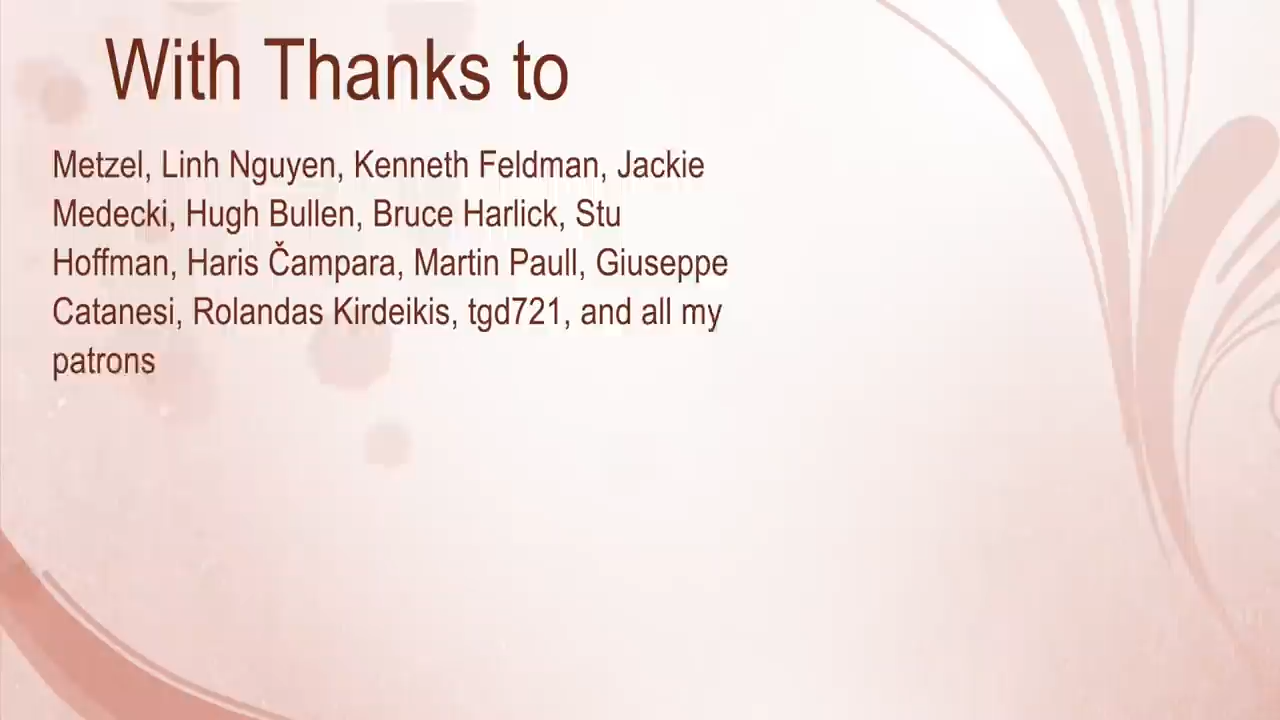 With Thanks to
Metzel, Linh Nguyen, Kenneth Feldman, Jackie
Medecki, Hugh Bullen, Bruce Harlick, Stu
Hoffman, Haris Čampara, Martin Paull, Giuseppe
Catanesi, Rolandas Kirdeikis, tgd721, and all my
patrons